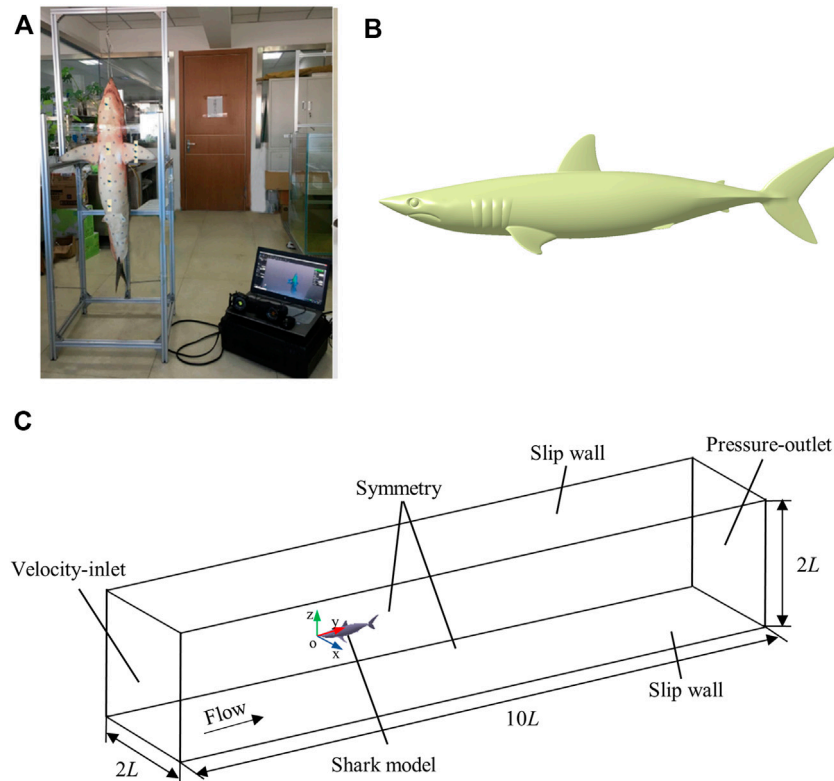 A
B
C
Slip wall
Pressure-outlet
Symmetry
Velocity-inlet
2L
z
y
o
x
Slip wall
Flow
10L
2L
Shark model